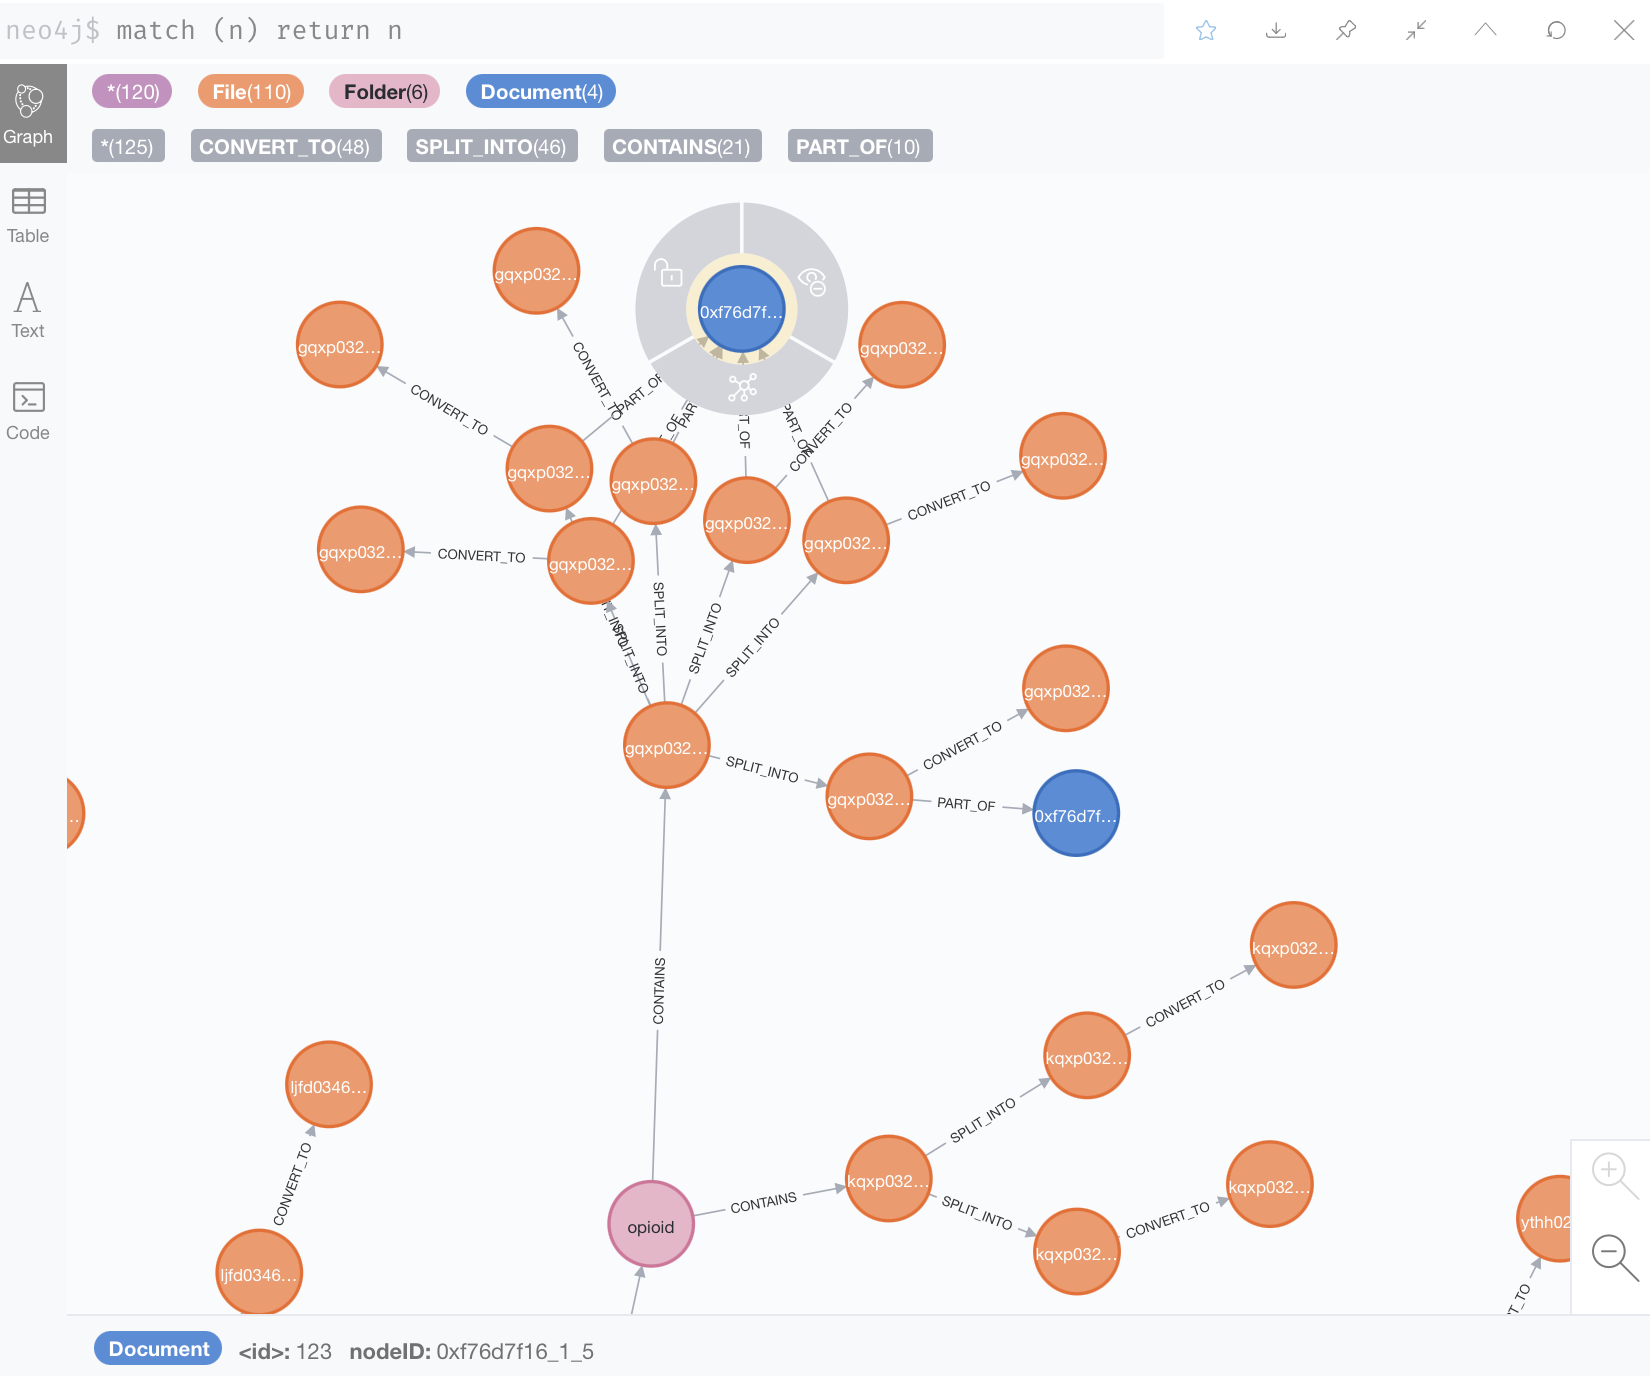 neo4j$ match (n) return n
*(120) File(110) Folder(6) Document(4)
*(125) CONVERT_TO(48) SPLIT_INTO(46) CONTAINS(21) PART_OF(10)
Graph
Table
Text
Code
gqxp032...
0xf76d7f...
gqxp032...
gqxp032...
CONVERT_TO
PART_OF
CONVERT_TO
CONVERT_TO
PART_OF
gqxp032...
gqxp032...
gqxp032...
CONVERT_TO
gqxp032...
gqxp032...
gqxp032...
CONVERT_TO
gqxp032...
SPLIT_INTO
SPLIT_INTO
SPLIT_INTO
SPLIT_INTO
gqxp032...
gqxp032...
SPLIT_INTO
CONVERT_TO
gqxp032...
PART_OF
0xf76d7f...
CONTAINS
kqxp032...
CONVERT_TO
kqxp032...
SPLIT_INTO
ljfd0346...
CONVERT_TO
ljfd0346...
opioid
CONTAINS
kqxp032...
SPLIT_INTO
kqxp032...
CONVERT_TO
kqxp032...
ythh02
Document <id>: 123 nodeID: 0xf76d7f16_1_5